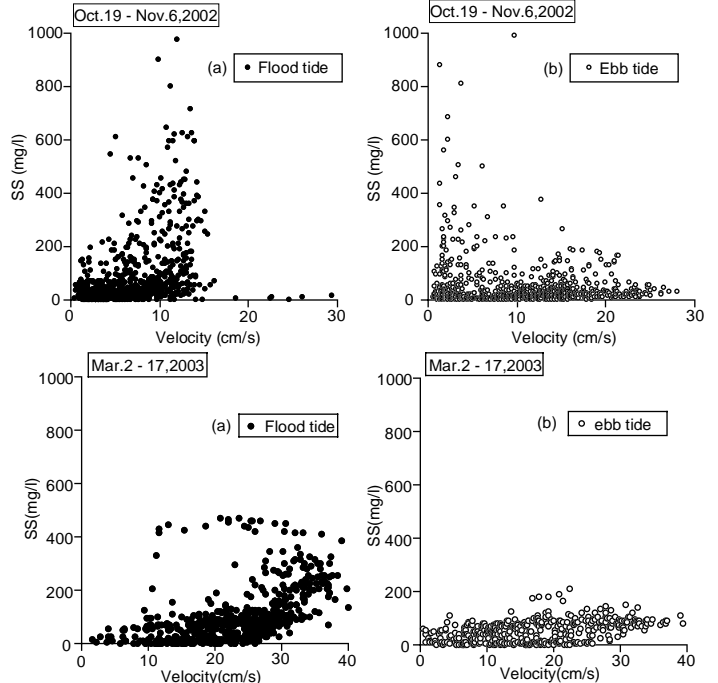 Oct.19 - Nov.6,2002
Oct.19 - Nov.6,2002
1000
800
600
400
200
0
SS (mg/l)
(a)
Flood tide
0
10
20
30
Velocity (cm/s)
1000
800
600
400
200
0
SS (mg/l)
(b)
Ebb tide
0
10
20
30
Velocity (cm/s)
Mar.2 - 17,2003
Mar.2 - 17,2003
1000
800
600
400
200
0
SS(mg/l)
(a)
Flood tide
0
10
20
30
40
Velocity(cm/s)
1000
800
600
400
200
0
SS(mg/l)
(b)
ebb tide
0
10
20
30
40
Velocity(cm/s)